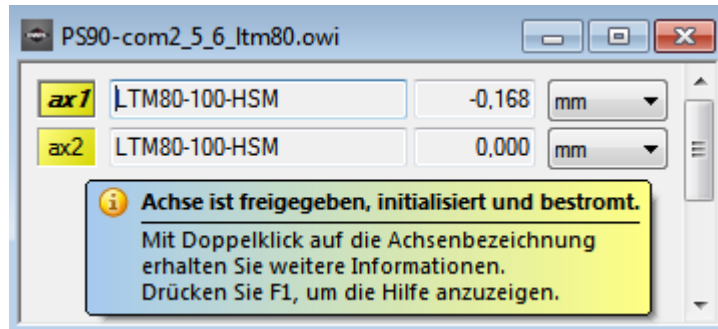 PS90-com2_5_6_ltm80.owi
ax1 LTM80-100-HSM -0,168 mm
ax2 LTM80-100-HSM 0,000 mm
Achse ist freigegeben, initialisiert und bestromt.
Mit Doppelklick auf die Achsenbezeichnung
erhalten Sie weitere Informationen.
Drücken Sie F1, um die Hilfe anzuzeigen.